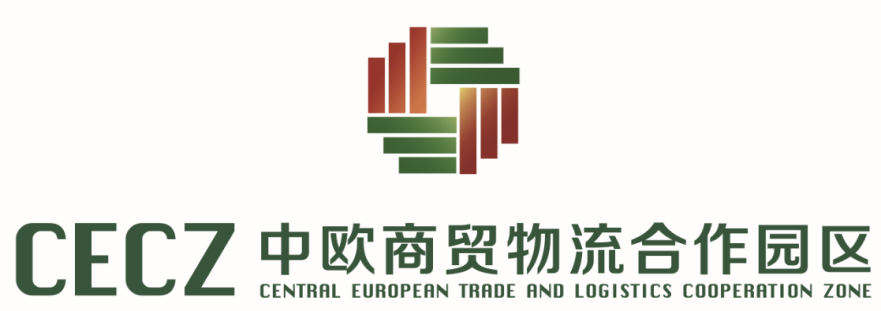 CECZ 中欧商贸物流合作园区
CENTRAL EUROPEAN TRADE AND LOGISTICS COOPERATION ZONE